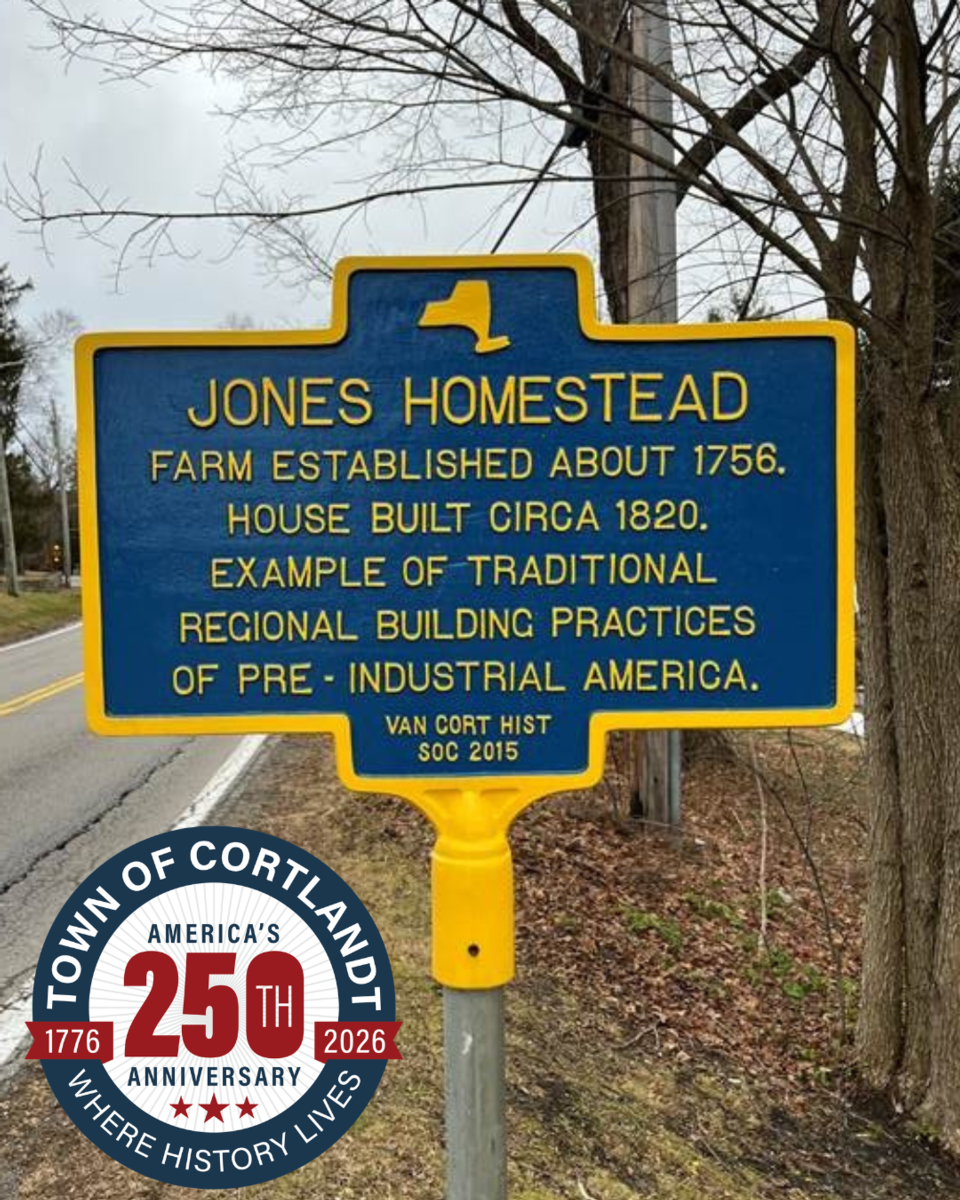 JONES HOMESTEAD
FARM ESTABLISHED ABOUT 1756.
HOUSE BUILT CIRCA 1820.
EXAMPLE OF TRADITIONAL
REGIONAL BUILDING PRACTICES
OF PRE - INDUSTRIAL AMERICA.
VAN CORT HIST
SOC 2015
TOWN OF CORTLANDT
AMERICA'S
250TH
1776 2026
ANNIVERSARY
WHERE HISTORY LIVES